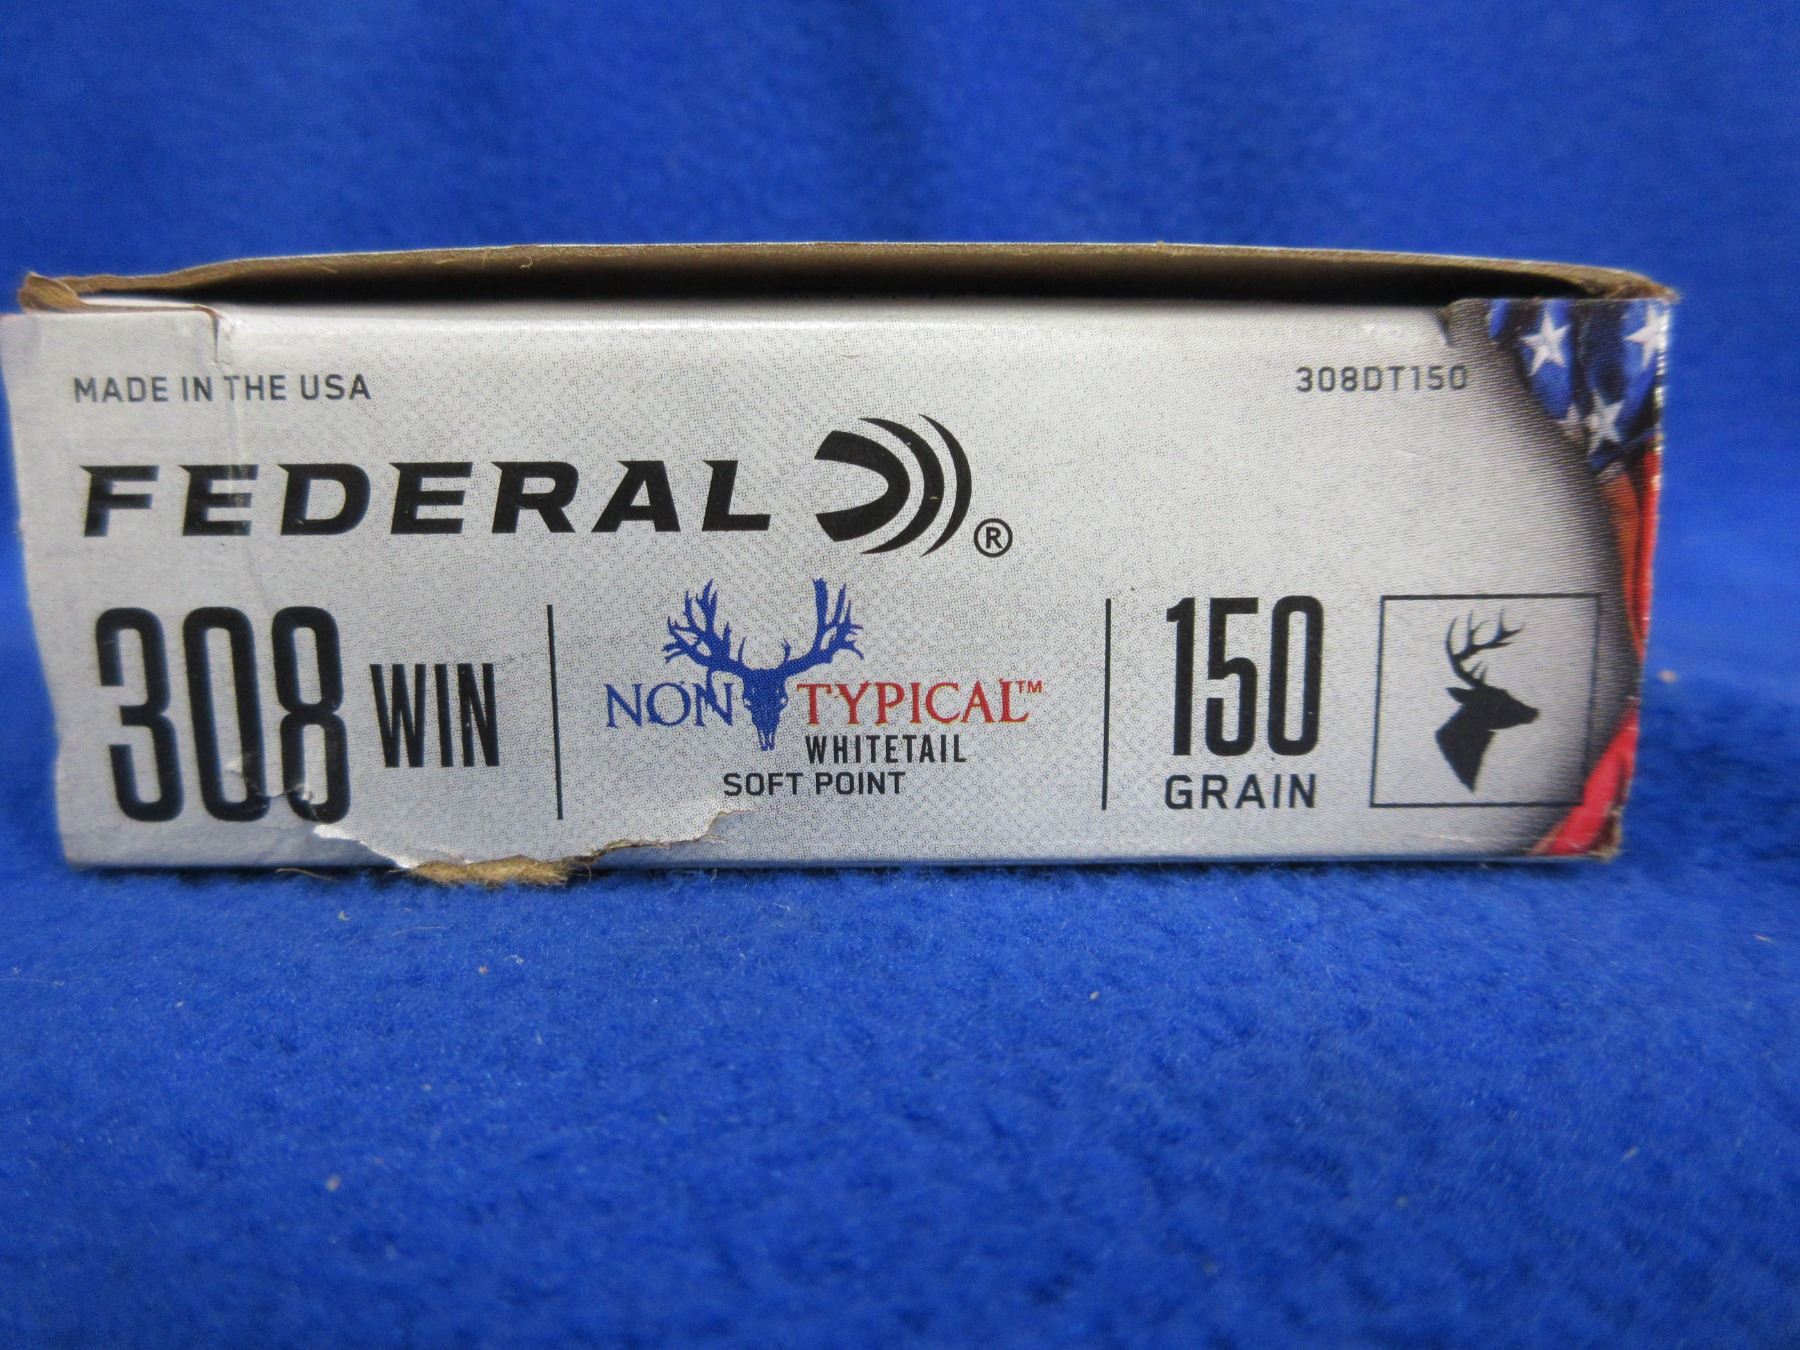 MADE IN THE USA
308DT150
FEDERAL ®
308 WIN
NON TYPICAL™
WHITETAIL
SOFT POINT
150
GRAIN